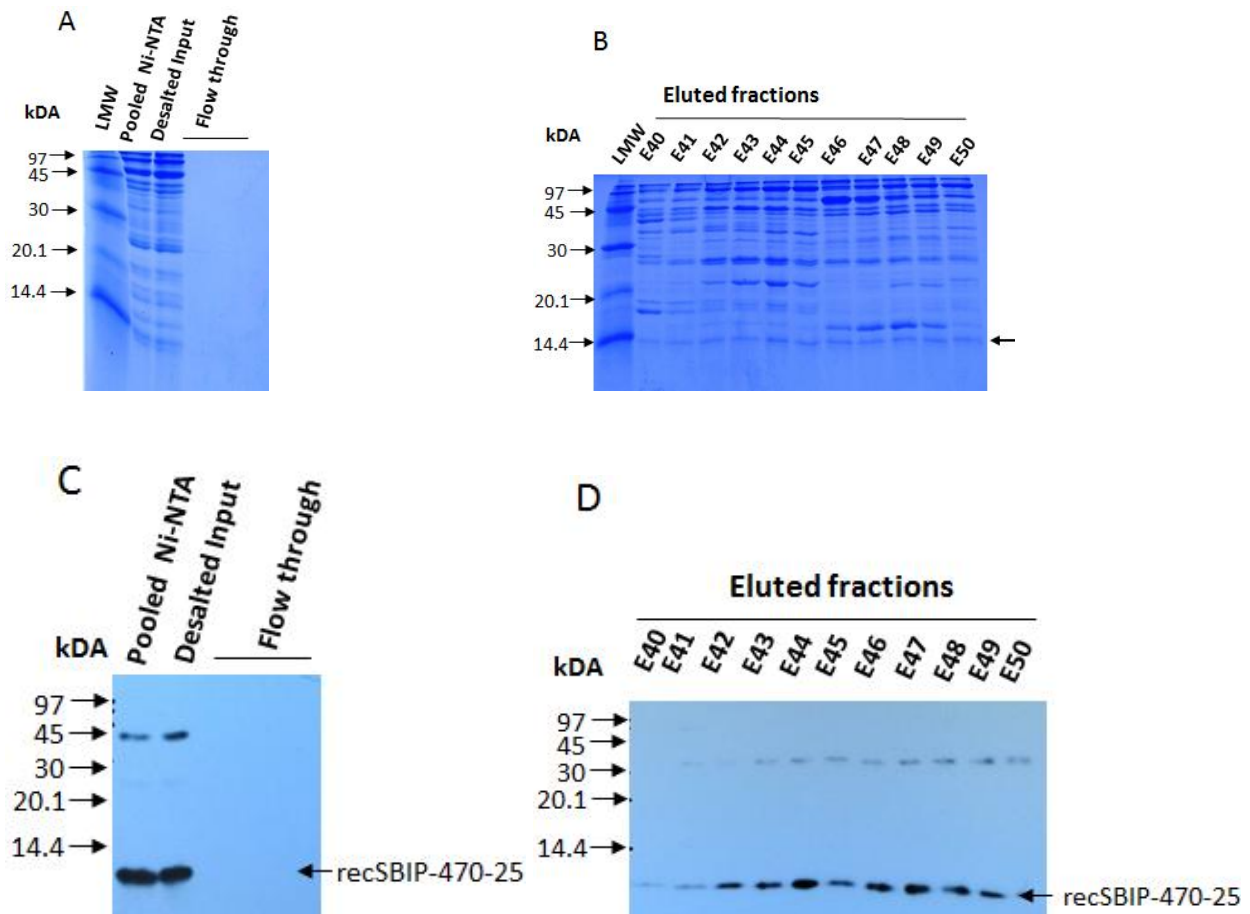 A
kDA
LMW
Pooled Ni-NTA
Desalted Input
Flow through
97
45
30
20.1
14.4
B
Eluted fractions
kDA
LMW
E40
E41
E42
E43
E44
E45
E46
E47
E48
E49
E50
97
45
30
20.1
14.4
C
kDA
Pooled Ni-NTA
Desalted Input
Flow through
97
45
30
20.1
14.4
recSBIP-470-25
D
Eluted fractions
kDA
E40
E41
E42
E43
E44
E45
E46
E47
E48
E49
E50
97
45
30
20.1
14.4
recSBIP-470-25